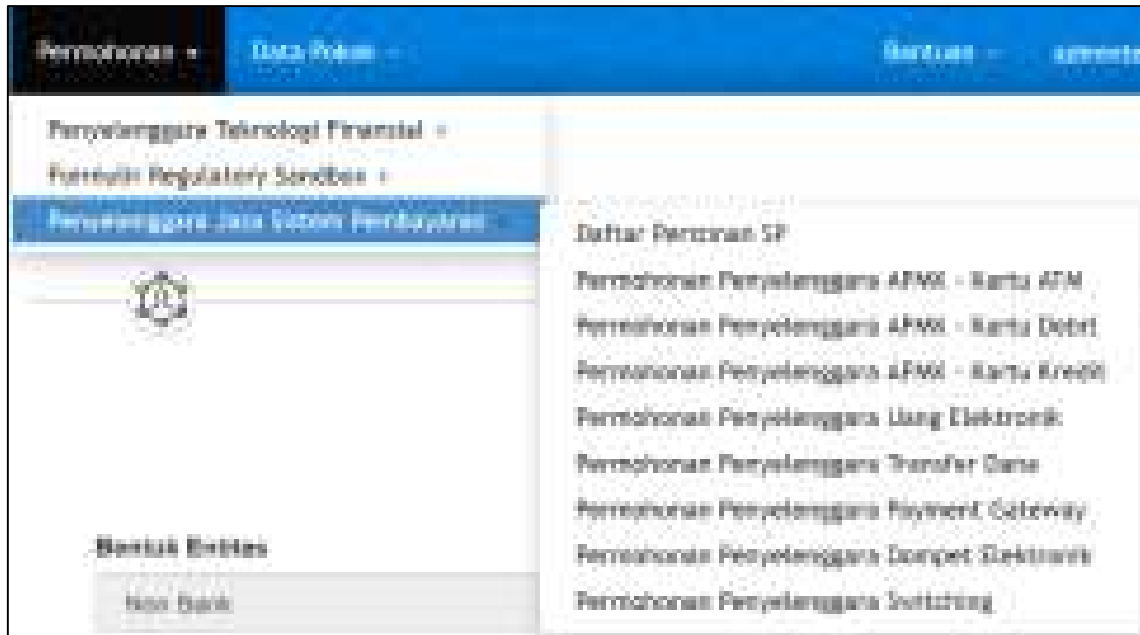 Permohonan
Data Pokok
Bantuan
Penyelenggara Teknologi Finansial
Formulir Regulatory Sandbox
Penyelenggara Jasa Sistem Pembayaran
Daftar Perizinan SP
Permohonan Penyelenggara APMK - Kartu ATM
Permohonan Penyelenggara APMK - Kartu Debit
Permohonan Penyelenggara APMK - Kartu Kredit
Permohonan Penyelenggara Uang Elektronik
Permohonan Penyelenggara Transfer Dana
Permohonan Penyelenggara Payment Gateway
Permohonan Penyelenggara Dompet Elektronik
Permohonan Penyelenggara Switching
Bentuk Entitas
Non Bank